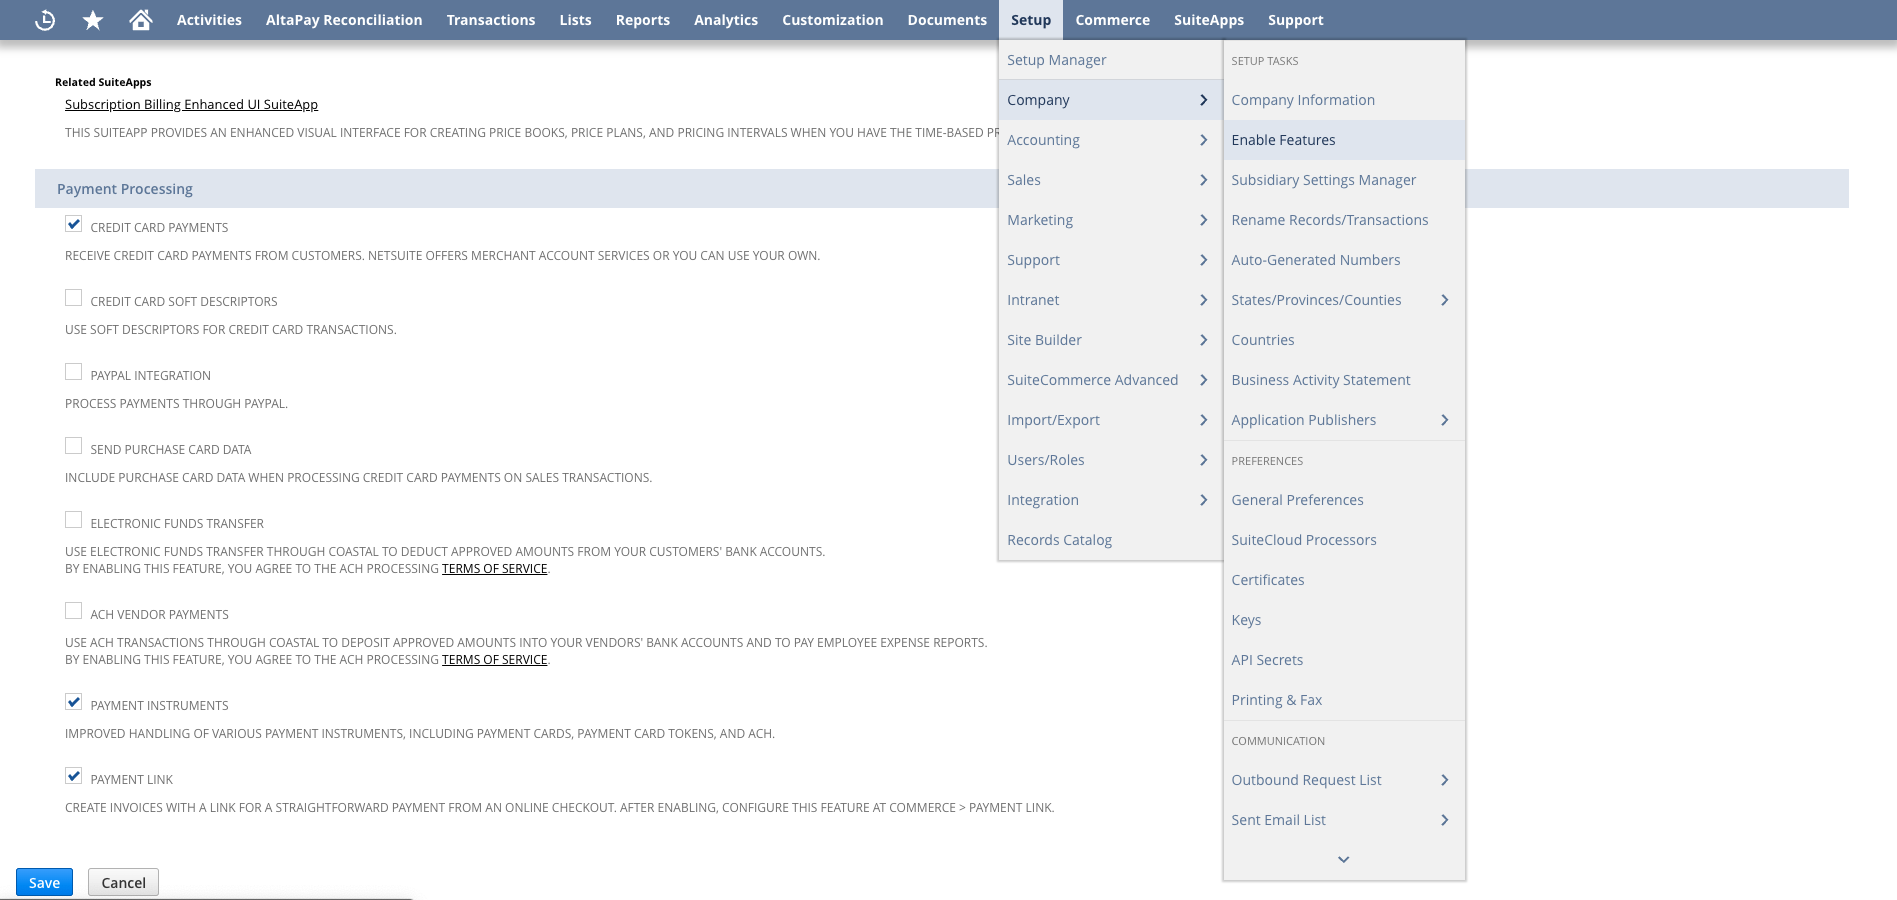 Activities AltaPay Reconciliation Transactions Lists Reports Analytics Customization Documents Setup Commerce SuiteApps Support
Related SuiteApps
Subscription Billing Enhanced UI SuiteApp
THIS SUITEAPP PROVIDES AN ENHANCED VISUAL INTERFACE FOR CREATING PRICE BOOKS, PRICE PLANS, AND PRICING INTERVALS WHEN YOU HAVE THE TIME-BASED PR
Payment Processing
CREDIT CARD PAYMENTS
RECEIVE CREDIT CARD PAYMENTS FROM CUSTOMERS. NETSUITE OFFERS MERCHANT ACCOUNT SERVICES OR YOU CAN USE YOUR OWN.
CREDIT CARD SOFT DESCRIPTORS
USE SOFT DESCRIPTORS FOR CREDIT CARD TRANSACTIONS.
PAYPAL INTEGRATION
PROCESS PAYMENTS THROUGH PAYPAL.
SEND PURCHASE CARD DATA
INCLUDE PURCHASE CARD DATA WHEN PROCESSING CREDIT CARD PAYMENTS ON SALES TRANSACTIONS.
ELECTRONIC FUNDS TRANSFER
USE ELECTRONIC FUNDS TRANSFER THROUGH COASTAL TO DEDUCT APPROVED AMOUNTS FROM YOUR CUSTOMERS' BANK ACCOUNTS.
BY ENABLING THIS FEATURE, YOU AGREE TO THE ACH PROCESSING TERMS OF SERVICE.
ACH VENDOR PAYMENTS
USE ACH TRANSACTIONS THROUGH COASTAL TO DEPOSIT APPROVED AMOUNTS INTO YOUR VENDORS' BANK ACCOUNTS AND TO PAY EMPLOYEE EXPENSE REPORTS.
BY ENABLING THIS FEATURE, YOU AGREE TO THE ACH PROCESSING TERMS OF SERVICE.
PAYMENT INSTRUMENTS
IMPROVED HANDLING OF VARIOUS PAYMENT INSTRUMENTS, INCLUDING PAYMENT CARDS, PAYMENT CARD TOKENS, AND ACH.
PAYMENT LINK
CREATE INVOICES WITH A LINK FOR A STRAIGHTFORWARD PAYMENT FROM AN ONLINE CHECKOUT. AFTER ENABLING, CONFIGURE THIS FEATURE AT COMMERCE > PAYMENT LINK.
Save Cancel
Setup Manager
Company
Accounting
Sales
Marketing
Support
Intranet
Site Builder
SuiteCommerce Advanced
Import/Export
Users/Roles
Integration
Records Catalog
SETUP TASKS
Company Information
Enable Features
Subsidiary Settings Manager
Rename Records/Transactions
Auto-Generated Numbers
States/Provinces/Counties
Countries
Business Activity Statement
Application Publishers
PREFERENCES
General Preferences
SuiteCloud Processors
Certificates
Keys
API Secrets
Printing & Fax
COMMUNICATION
Outbound Request List
Sent Email List